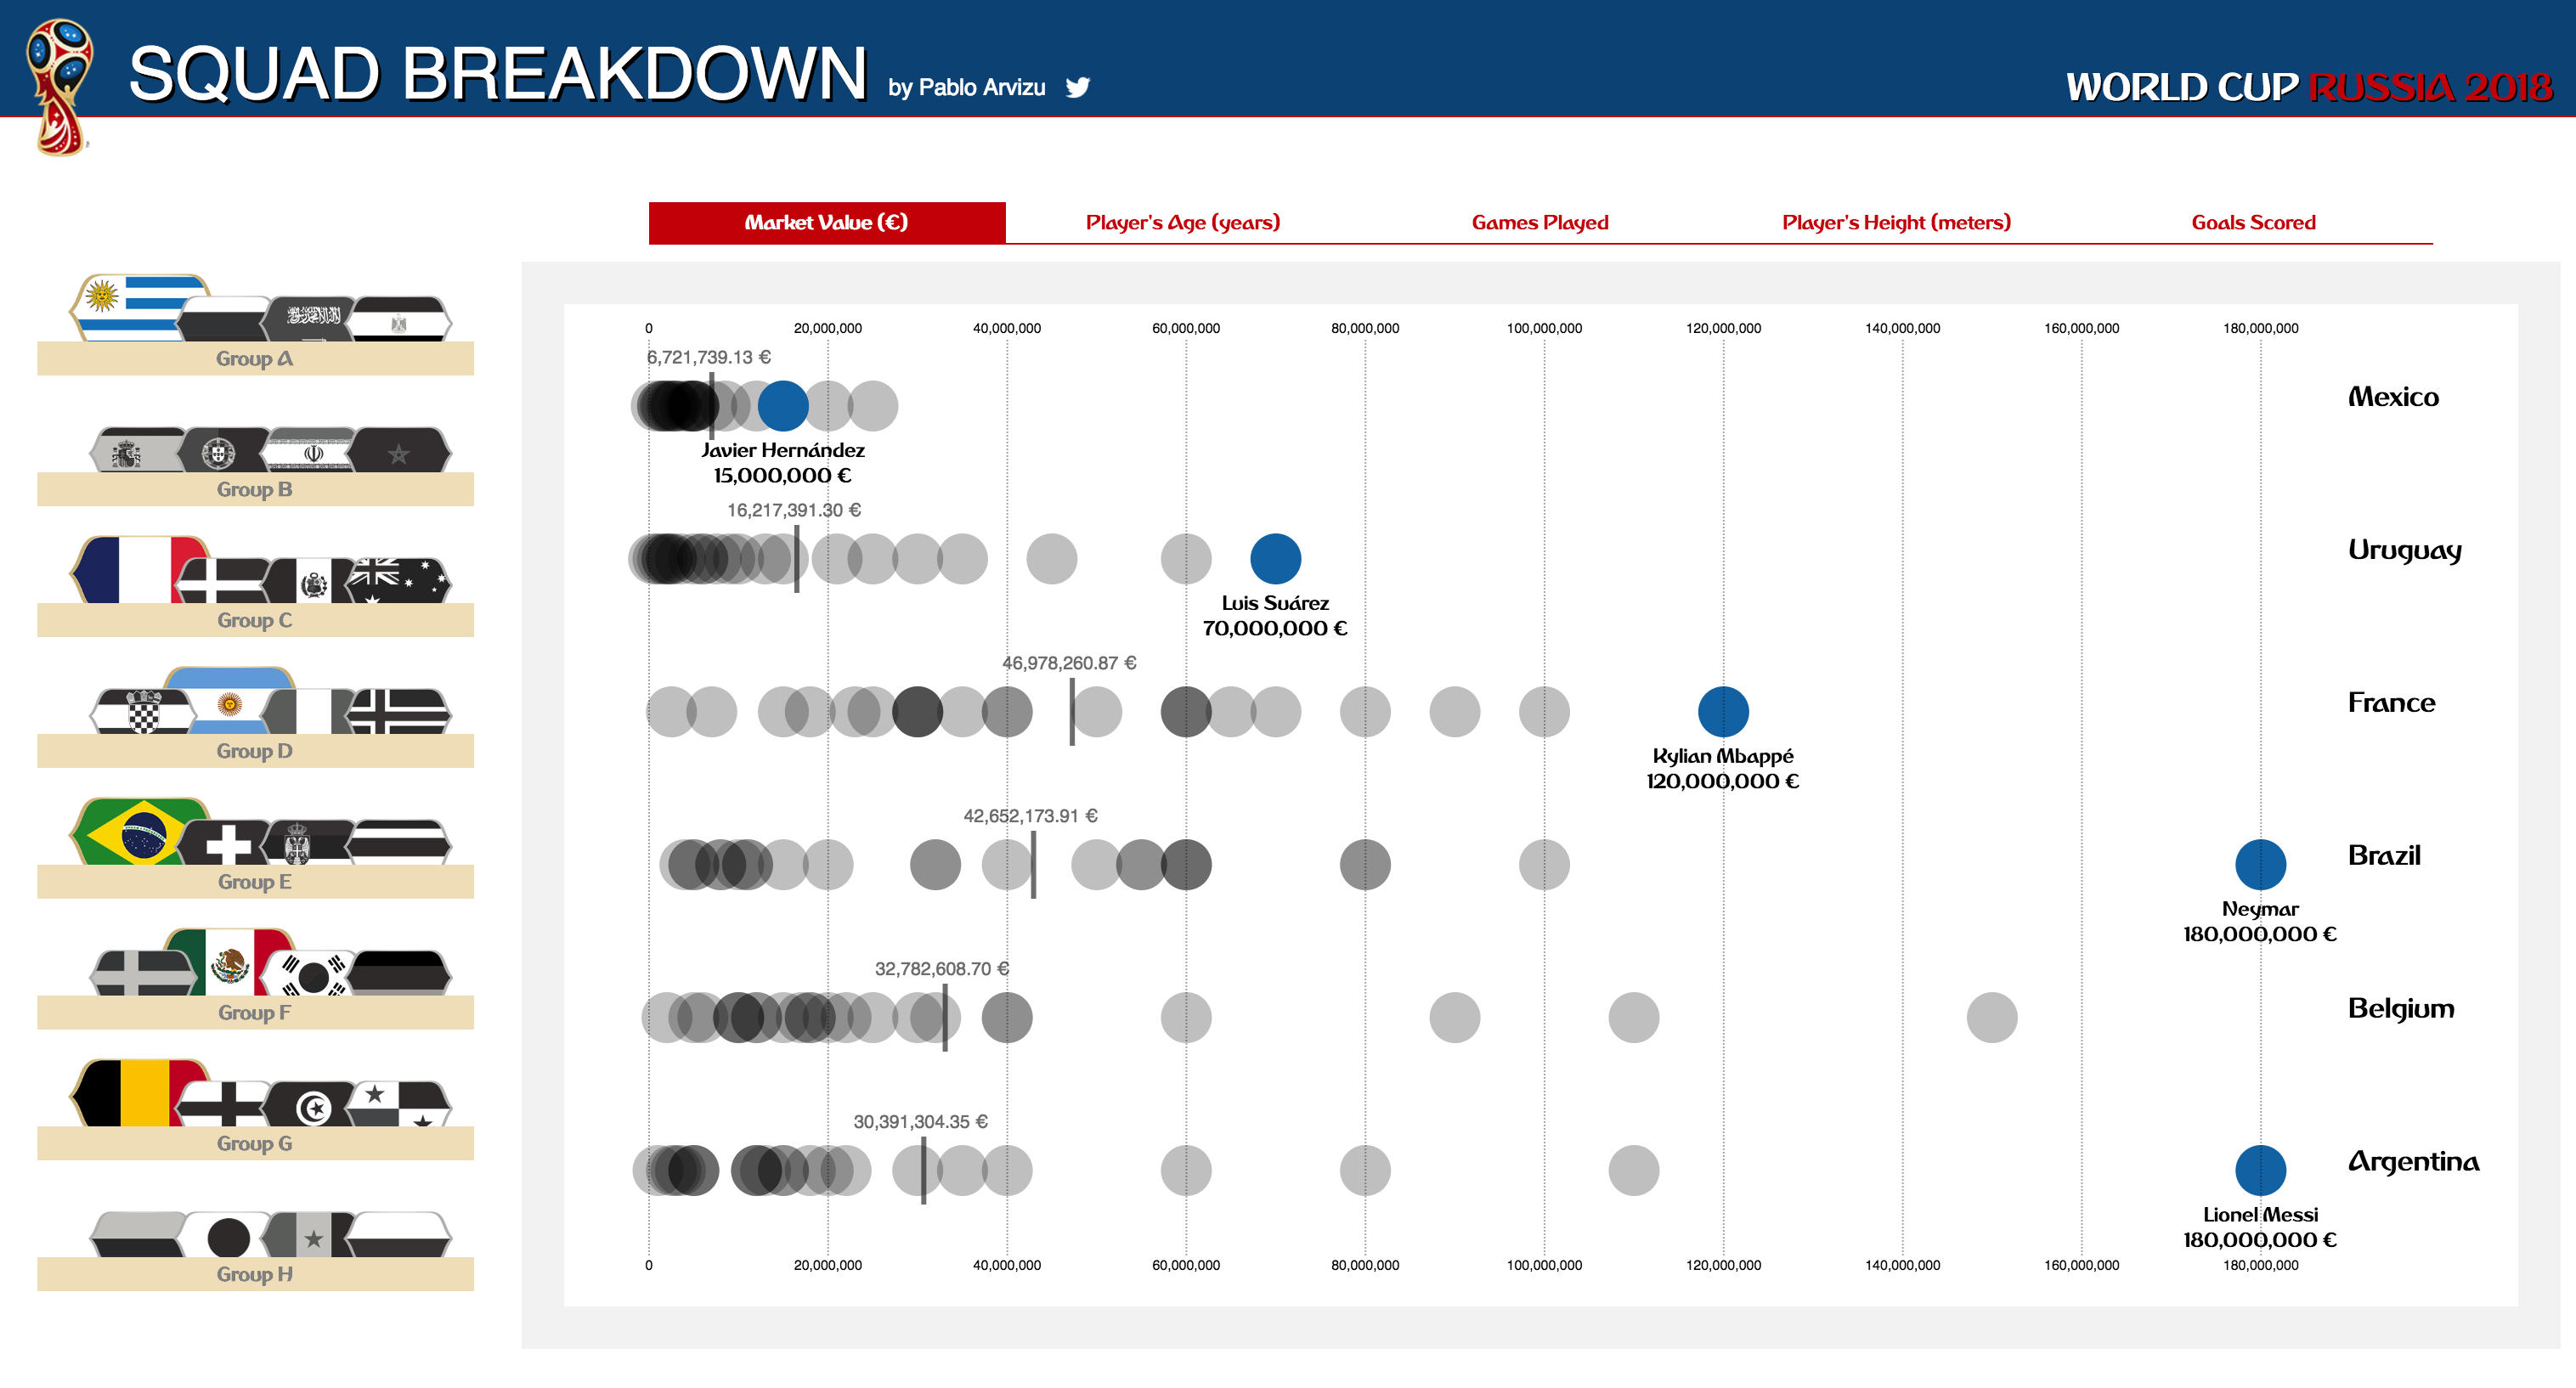 SQUAD BREAKDOWN by Pablo Arvizu
WORLD CUP RUSSIA 2018
Market Value (€) Player's Age (years) Games Played Player's Height (meters) Goals Scored
Group A
Group B
Group C
Group D
Group E
Group F
Group G
Group H
0 20,000,000 40,000,000 60,000,000 80,000,000 100,000,000 120,000,000 140,000,000 160,000,000 180,000,000
6,721,739.13 €
Mexico
Javier Hernández
15,000,000 €
16,217,391.30 €
Uruguay
Luis Suárez
70,000,000 €
46,978,260.87 €
France
Kylian Mbappé
120,000,000 €
42,652,173.91 €
Brazil
Neymar
180,000,000 €
32,782,608.70 €
Belgium
30,391,304.35 €
Argentina
Lionel Messi
180,000,000 €
0 20,000,000 40,000,000 60,000,000 80,000,000 100,000,000 120,000,000 140,000,000 160,000,000 180,000,000